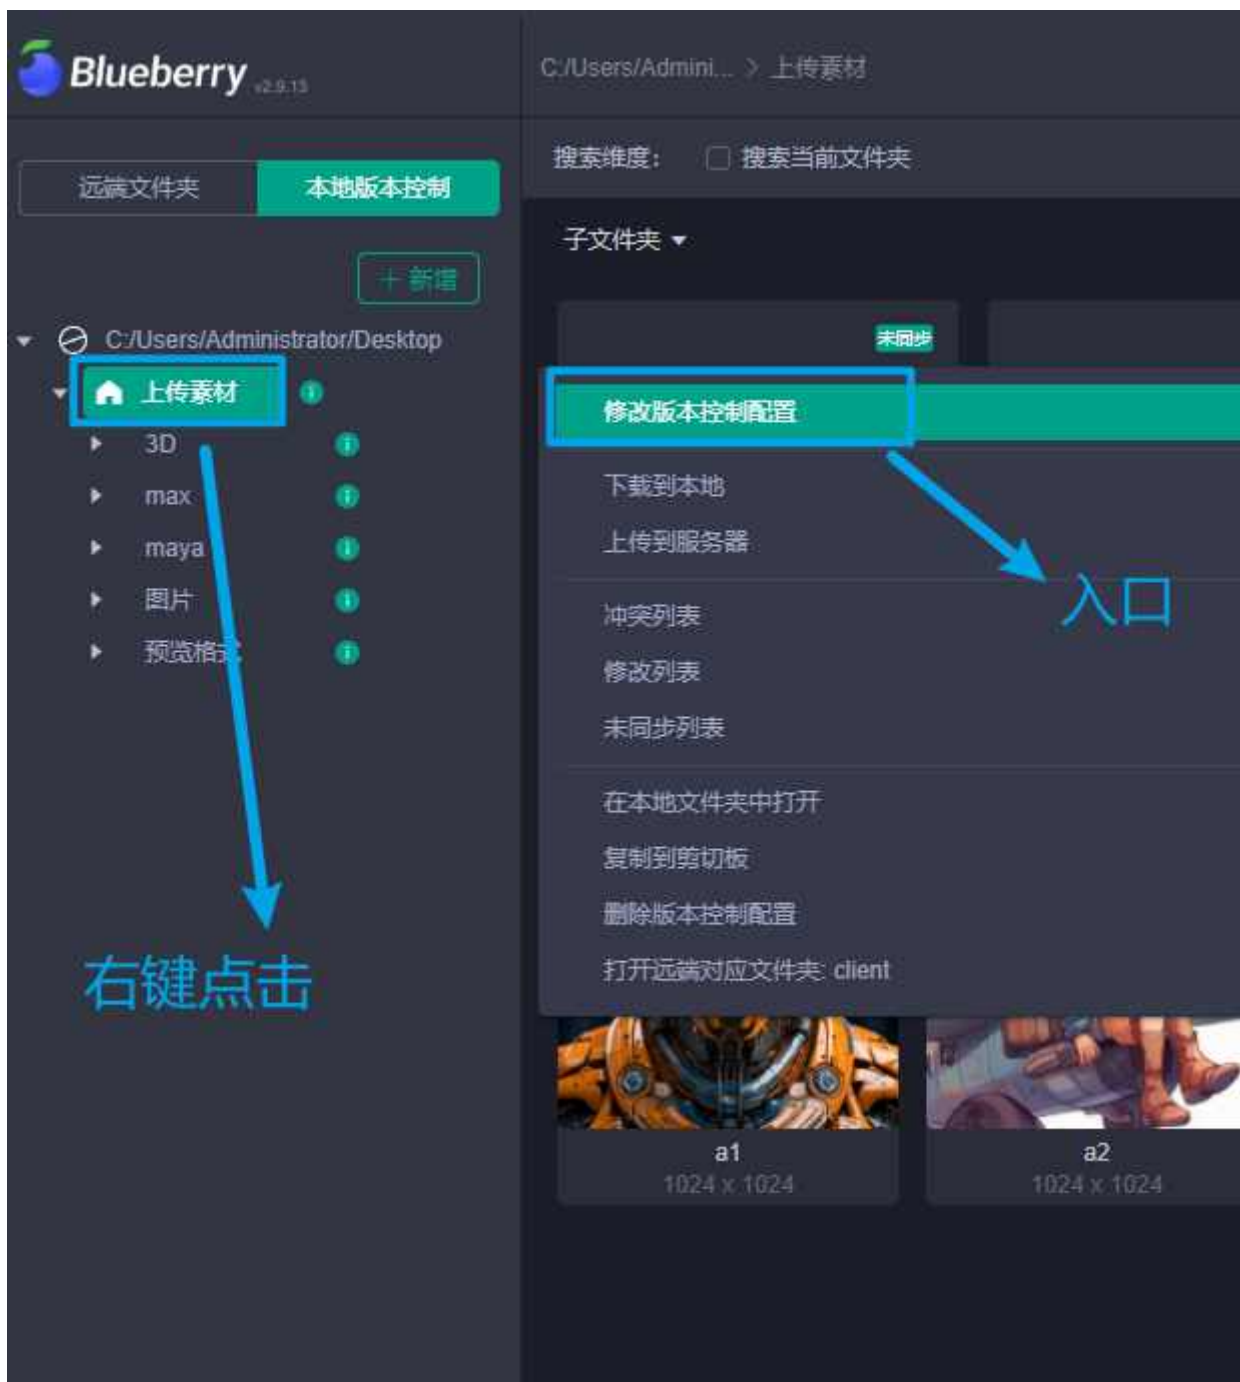 Blueberry v2.9.13
C:/Users/Admini... > 上传素材
搜索维度： 搜索当前文件夹
远端文件夹 本地版本控制
子文件夹
+ 新增
C:/Users/Administrator/Desktop
未同步
上传素材
3D
max
maya
图片
预览格式
修改版本控制配置
下载到本地
上传到服务器
入口
冲突列表
修改列表
未同步列表
在本地文件夹中打开
复制到剪切板
删除版本控制配置
打开远端对应文件夹: client
右键点击
a1
1024 x 1024
a2
1024 x 1024